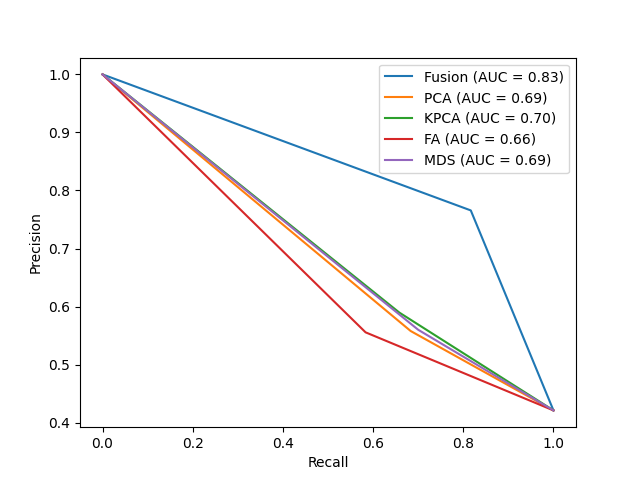 Fusion (AUC = 0.83)
PCA (AUC = 0.69)
KPCA (AUC = 0.70)
FA (AUC = 0.66)
MDS (AUC = 0.69)
1.0
0.9
0.8
0.7
0.6
0.5
0.4
Precision
0.0 0.2 0.4 0.6 0.8 1.0
Recall